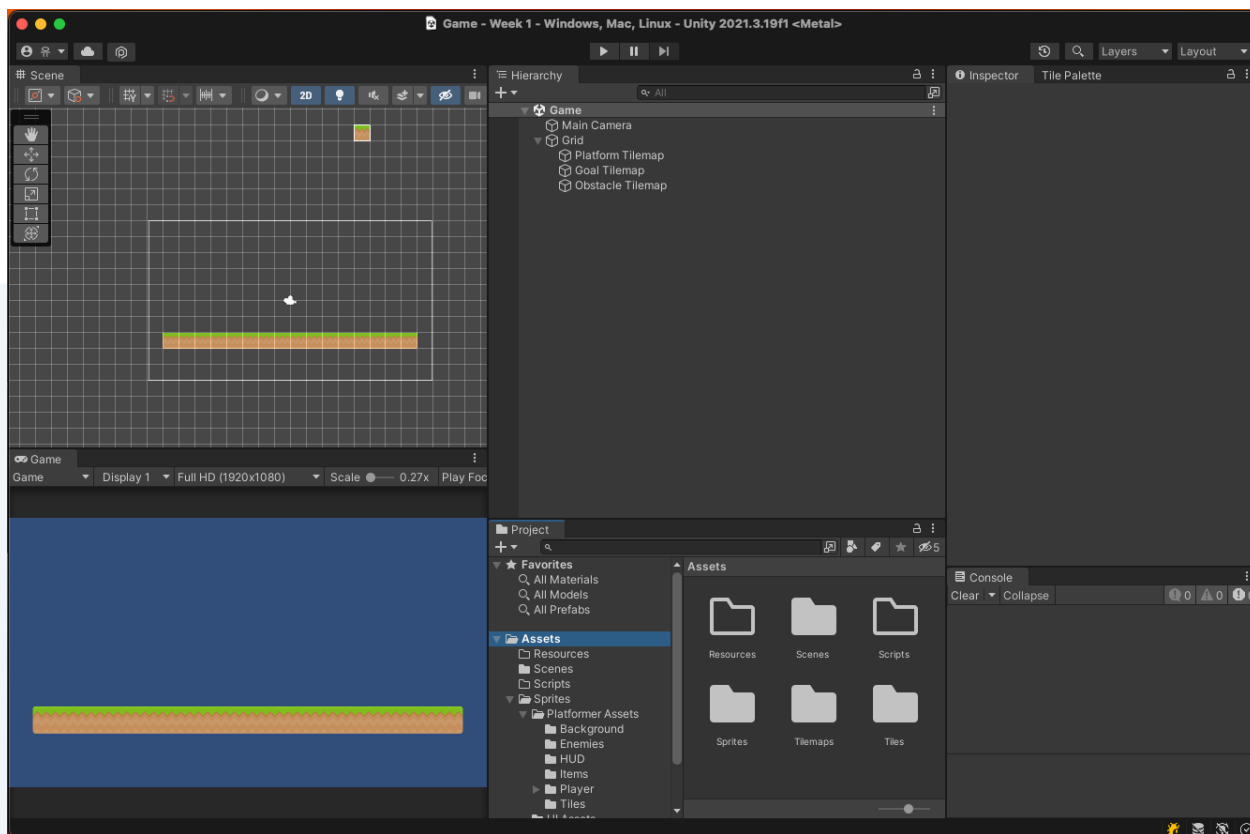 Game - Week 1 - Windows, Mac, Linux - Unity 2021.3.19f1 <Metal>
유
Layers
Layout
Scene
2D
Hierarchy
All
Game
Main Camera
Grid
Platform Tilemap
Goal Tilemap
Obstacle Tilemap
Inspector
Tile Palette
Game
Game
Display 1
Full HD (1920x1080)
Scale
0.27x
Play Foc
Project
5
Favorites
All Materials
All Models
All Prefabs
Assets
Resources
Scenes
Scripts
Sprites
Platformer Assets
Background
Enemies
HUD
Items
Player
Tiles
UI Assets
Assets
Resources
Scenes
Scripts
Sprites
Tilemaps
Tiles
Console
Clear
Collapse
0
0